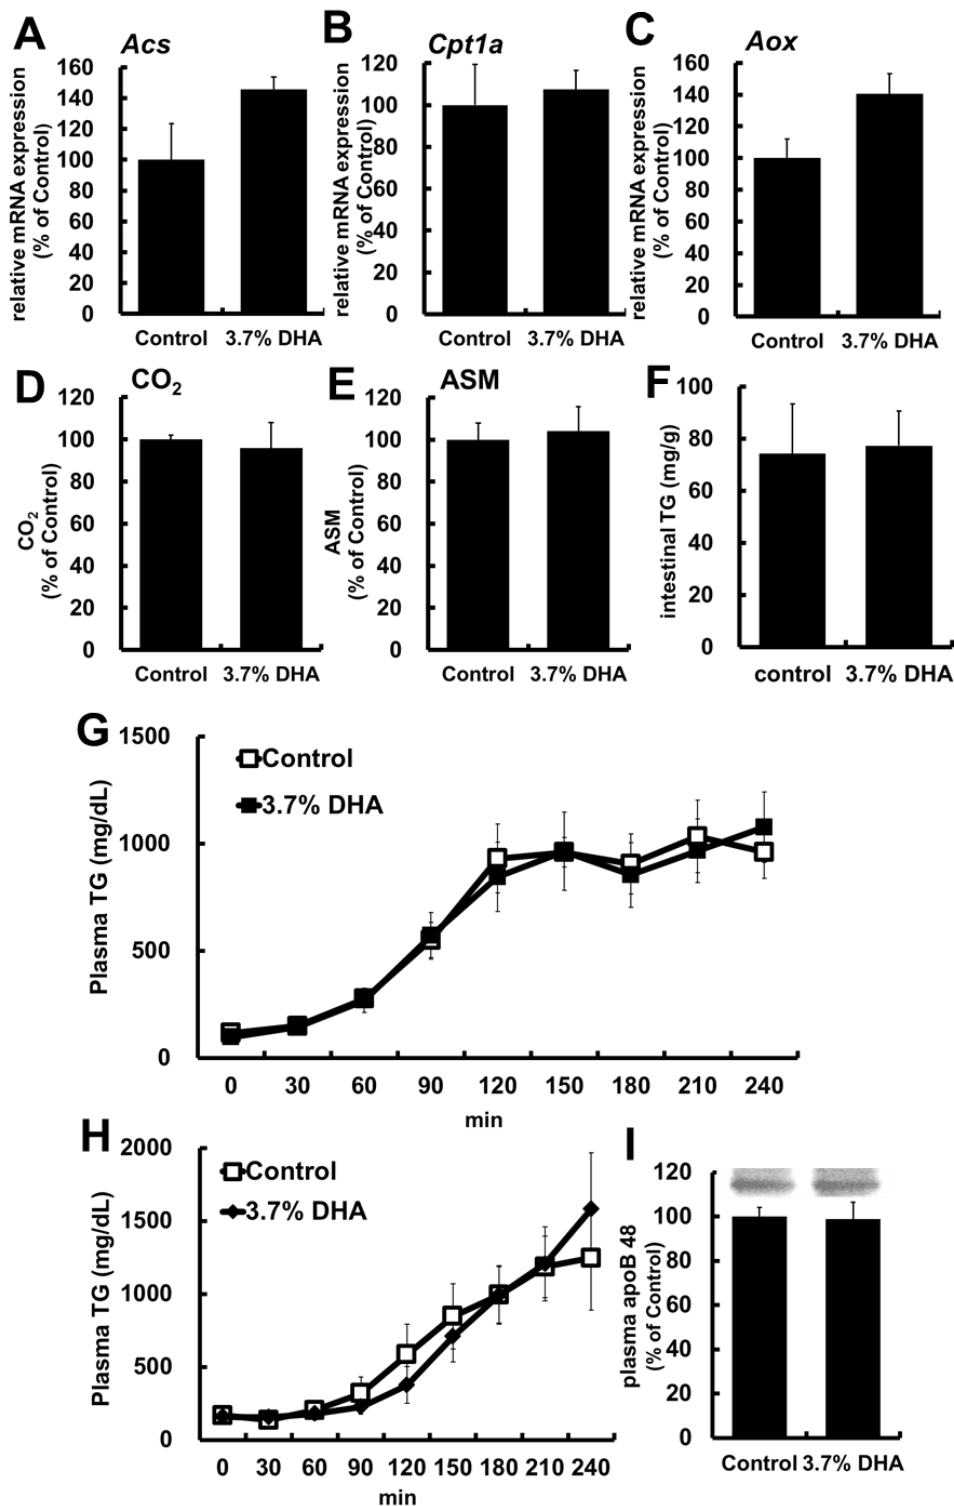 A
Acs
relative mRNA expression
(% of Control)
160
140
120
100
80
60
40
20
0
Control 3.7% DHA
B
Cpt1a
relative mRNA expression
(% of Control)
120
100
80
60
40
20
0
Control 3.7% DHA
C
Aox
relative mRNA expression
(% of Control)
160
140
120
100
80
60
40
20
0
Control 3.7% DHA
D
CO2
CO2
(% of Control)
120
100
80
60
40
20
0
Control 3.7% DHA
E
ASM
ASM
(% of Control)
120
100
80
60
40
20
0
Control 3.7% DHA
F
intestinal TG (mg/g)
100
80
60
40
20
0
control 3.7% DHA
G
Plasma TG (mg/dL)
1500
1000
500
0
Control
3.7% DHA
0 30 60 90 120 150 180 210 240
min
H
Plasma TG (mg/dL)
2000
1500
1000
500
0
Control
3.7% DHA
0 30 60 90 120 150 180 210 240
min
I
plasma apoB 48
(% of Control)
120
100
80
60
40
20
0
Control 3.7% DHA